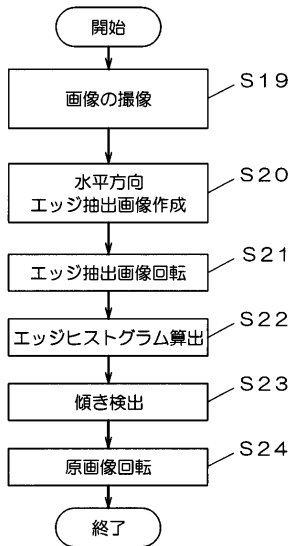 開始
画像の撮像
S19
水平方向
エッジ抽出画像作成
S20
エッジ抽出画像回転
S21
エッジヒストグラム算出
S22
傾き検出
S23
原画像回転
S24
終了